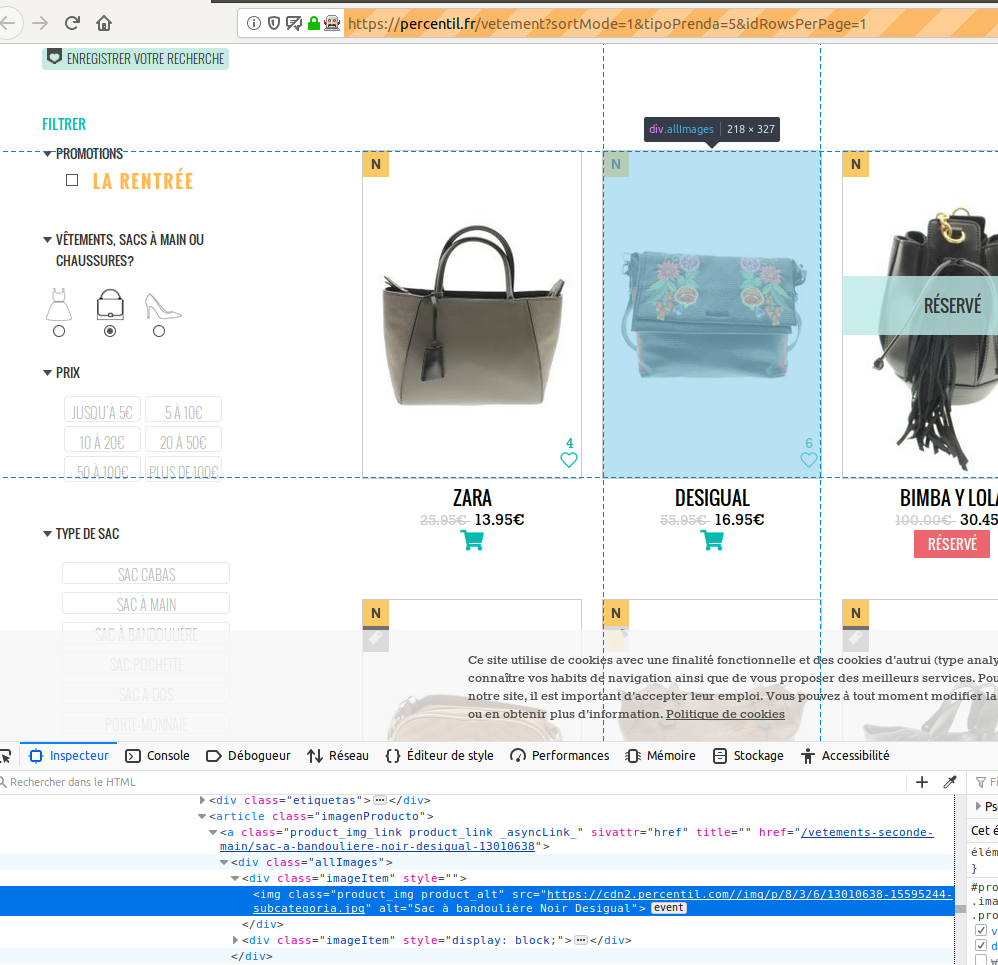 https://percentil.fr/vetement?sortMode=1&tipoPrenda=5&idRowsPerPage=1
ENREGISTRER VOTRE RECHERCHE
FILTRER
PROMOTIONS
LA RENTRÉE
VÊTEMENTS, SACS À MAIN OU
CHAUSSURES?
PRIX
JUSQU'À 5€
5 À 10€
10 À 20€
20 À 50€
50 À 100€
PLUS DE 100€
TYPE DE SAC
SAC CABAS
SAC À MAIN
SAC À BANDOULIÈRE
SAC POCHETTE
SAC À DOS
PORTE-MONNAIE
div.allImages | 218 × 327
N
N
N
4
6
RÉSERVÉ
ZARA
25.95€ 13.95€
DESIGUAL
55.95€ 16.95€
BIMBA Y LOLA
100.00€ 30.45
RÉSERVÉ
N
N
N
Ce site utilise de cookies avec une finalité fonctionnelle et des cookies d'autrui (type analy
connaître vos habits de navigation ainsi que de vous proposer des meilleurs services. Pou
notre site, il est important d'accepter leur emploi. Vous pouvez à tout moment modifier la
ou en obtenir plus d'information. Politique de cookies
Inspecteur
Console
Débogueur
Réseau
Éditeur de style
Performances
Mémoire
Stockage
Accessibilité
Rechercher dans le HTML
Fi
<div class="etiquetas"></div>
<article class="imagenProducto">
<a class="product_img_link product_link _asyncLink_" sivattr="href" title="" href="/vetements-seconde-
main/sac-a-bandouliere-noir-desigual-13010638">
<div class="allImages">
<div class="imageItem" style="">
<img class="product_img product_alt" src="https://cdn2.percentil.com//img/p/8/3/6/13010638-15595244-
subcategoria.jpg" alt="Sac à bandoulière Noir Desigual"> event
</div>
<div class="imageItem" style="display: block;"></div>
</div>
Ps
Cet é
élém
}
#pro
.ima
.pro
v
d